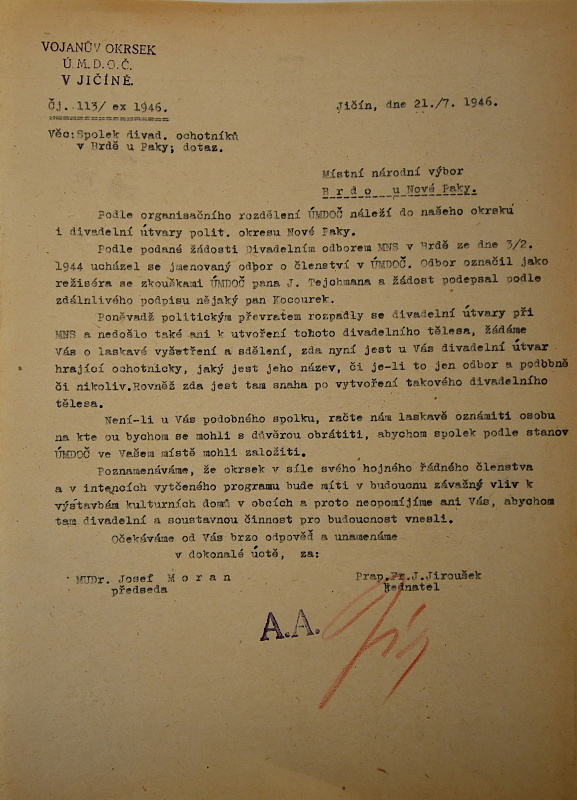 VOJANŮV OKRSEK
Ú.M.D.O.Č.
V JIČÍNĚ.
Čj. 113/ ex 1946.
Jičín, dne 21./7. 1946.
Věc: Spolek divad. ochotníků
v Brdě u Paky; dotaz.
Místní národní výbor
B r d o u Nové Paky.
Podle organisačního rozdělení ÚMDOČ náleží do našeho okrsku
i divadelní útvary polit. okresu Nové Paky.
Podle podané žádosti Divadelním odborem MNS v Brdě ze dne 3/2.
1944 ucházel se jmenovaný odpor o členství v ÚMDOČ. Odbor označil jako
režiséra se zkouškami ÚMDOČ pana J. Tejchmana a žádost podepsal podle
zdálnlivého podpisu nějaký pan Kocourek.
Poněvadž politickým převratem rozpadly se divadelní útvary při
MNS a nedošlo také ani k utvoření tohoto divadelního tělesa, žádáme
Vás o laskavé vyšetření a sdělení, zda nyní jest u Vás divadelní útvar
hrající ochotnicky, jaký jest jeho název, či je-li to jen odbor a podbbně
či nikoliv.Rovněž zda jest tam snaha po vytvoření takového divadelního
tělesa.
Není-li u Vás podobného spolku, račte nám laskavě oznámiti osobu
na kte ou bychom se mohli s důvěrou obrátiti, abychom spolek podle stanov
ÚMDOČ ve Vašem místě mohli založiti.
Poznamenáváme, že okrsek v síle svého hojného řádného členstva
a v intencích vytčeného programu bude míti v budoucnu závažný vliv k
výstavbám kulturních domů v obcích a proto neopomíjíme ani Vás, abychom
tam divadelní a soustavnou činnost pro budoucnost vnesli.
Očekáváme od Vás brzo odpověď a unamenáme
v dokonalé úctě, za:
MUDr. Josef M o r a n
předseda
Prap.Fr.J.Jiroušek
jednatel
A.A.